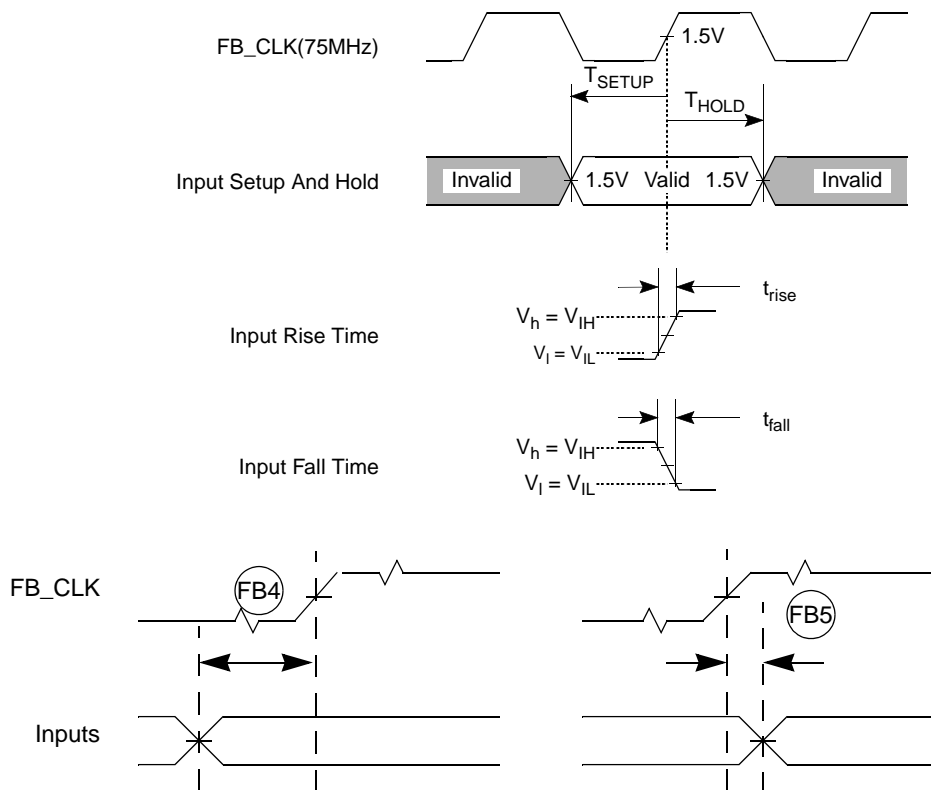 FB_CLK(75MHz)
1.5V
TSETUP
THOLD
Input Setup And Hold
Invalid
1.5V Valid 1.5V
Invalid
trise
Input Rise Time
Vh = VIH
Vl = VIL
tfall
Input Fall Time
Vh = VIH
Vl = VIL
FB_CLK
FB4
FB5
Inputs